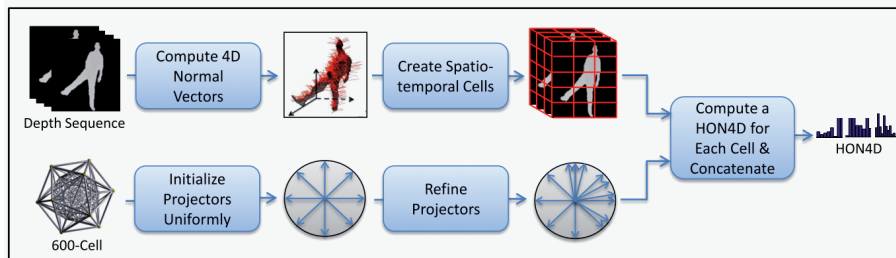 Compute 4D
Normal
Vectors
Create Spatio-
temporal Cells
Depth Sequence
Compute a
HON4D for
Each Cell &
Concatenate
HON4D
Initialize
Projectors
Uniformly
Refine
Projectors
600-Cell